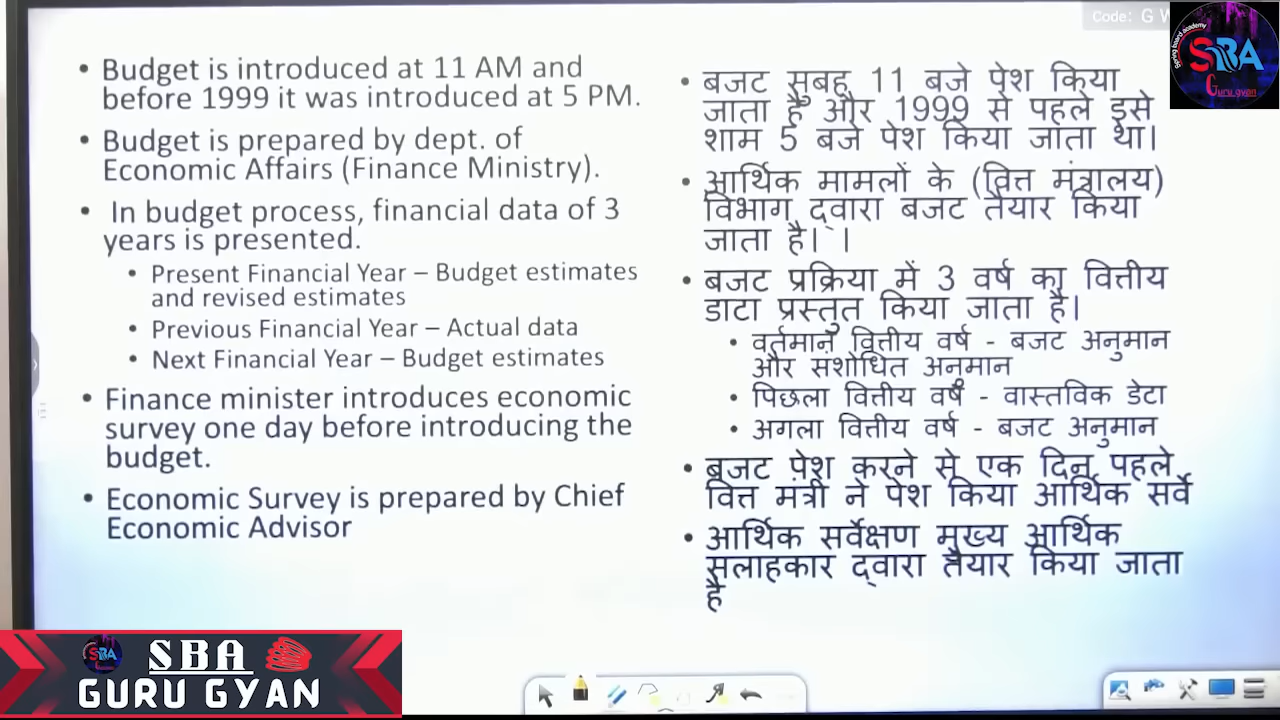 Code: G W
SBA
Guru gyan
• Budget is introduced at 11 AM and
before 1999 it was introduced at 5 PM.
• Budget is prepared by dept. of
Economic Affairs (Finance Ministry).
• In budget process, financial data of 3
years is presented.
• Present Financial Year – Budget estimates
and revised estimates
• Previous Financial Year – Actual data
• Next Financial Year – Budget estimates
• Finance minister introduces economic
survey one day before introducing the
budget.
• Economic Survey is prepared by Chief
Economic Advisor
• बजट सुबह 11 बजे पेश किया
जाता है और 1999 से पहले इसे
शाम 5 बजे पेश किया जाता था।
• आर्थिक मामलों के (वित्त मंत्रालय)
विभाग द्वारा बजट तैयार किया
जाता है। ।
• बजट प्रक्रिया में 3 वर्ष का वित्तीय
डाटा प्रस्तुत किया जाता है।
• वर्तमान वित्तीय वर्ष - बजट अनुमान
और संशोधित अनुमान
• पिछला वित्तीय वर्ष - वास्तविक डेटा
• अगला वित्तीय वर्ष - बजट अनुमान
• बजट पेश करने से एक दिन पहले
वित्त मंत्री ने पेश किया आर्थिक सर्वे
• आर्थिक सर्वेक्षण मुख्य आर्थिक
सलाहकार द्वारा तैयार किया जाता
है
SBA
SBA
GURU GYAN